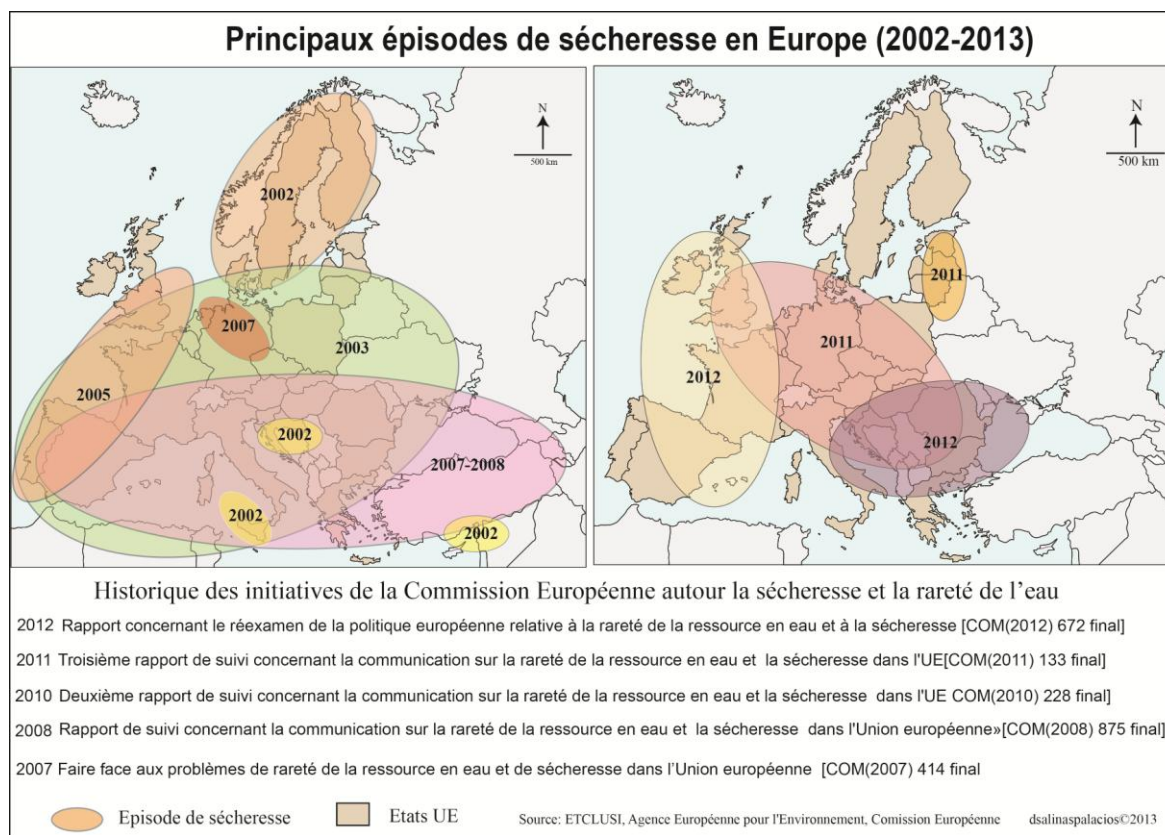 Principaux épisodes de sécheresse en Europe (2002-2013)
N
500 km
2002
2007
2003
2005
2002
2007-2008
2002
2002
N
500 km
2011
2011
2012
2012
Historique des initiatives de la Commission Européenne autour la sécheresse et la rareté de l'eau
2012 Rapport concernant le réexamen de la politique européenne relative à la rareté de la ressource en eau et à la sécheresse [COM(2012) 672 final]
2011 Troisième rapport de suivi concernant la communication sur la rareté de la ressource en eau et la sécheresse dans l'UE[COM(2011) 133 final]
2010 Deuxième rapport de suivi concernant la communication sur la rareté de la ressource en eau et la sécheresse dans l'UE COM(2010) 228 final]
2008 Rapport de suivi concernant la communication sur la rareté de la ressource en eau et la sécheresse dans l'Union européenne»[COM(2008) 875 final]
2007 Faire face aux problèmes de rareté de la ressource en eau et de sécheresse dans l'Union européenne [COM(2007) 414 final
Episode de sécheresse
Etats UE
Source: ETCLUSI, Agence Européenne pour l'Environnement, Comission Européenne dsalinaspalacios©2013